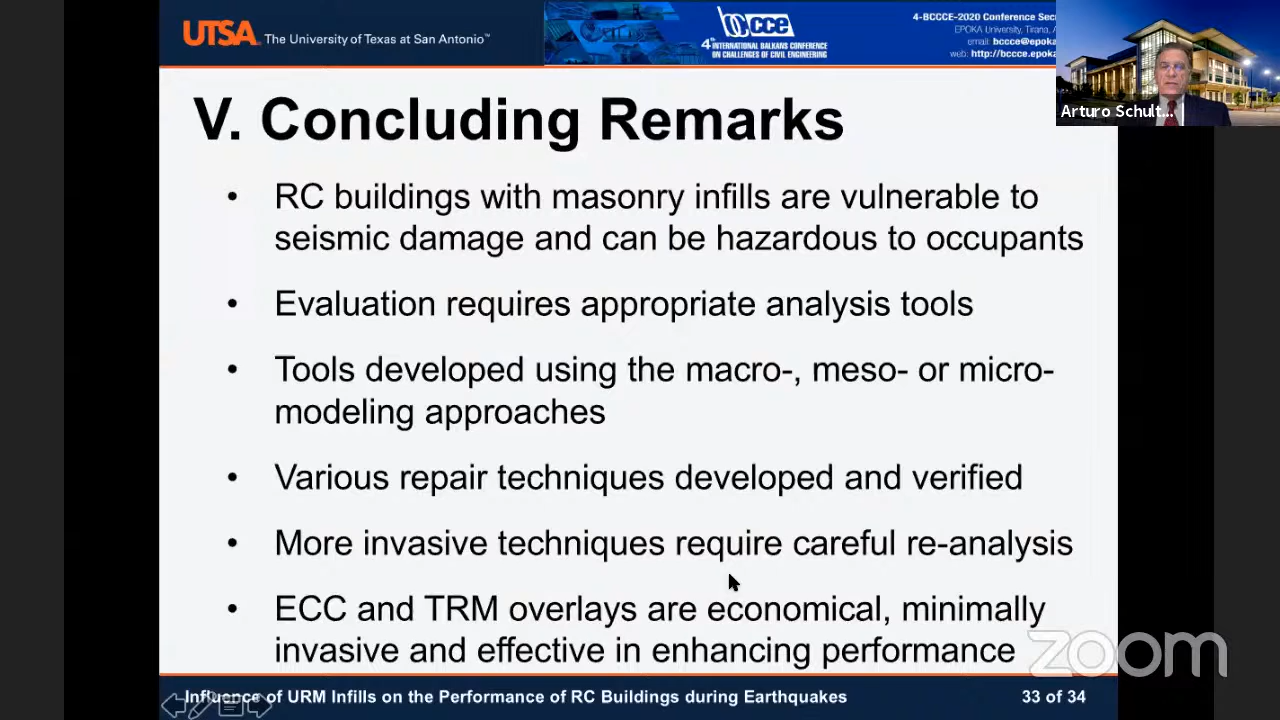 UTSA The University of Texas at San Antonio™
bccce
4th INTERNATIONAL BALKANS CONFERENCE
ON CHALLENGES OF CIVIL ENGINEERING
4-BCCCE-2020 Conference Sec
EPOKA University, Tirana, A
email: bccce@epoka
web: http://bccce.epoka
Arturo Schult...
V. Concluding Remarks
• RC buildings with masonry infills are vulnerable to
seismic damage and can be hazardous to occupants
• Evaluation requires appropriate analysis tools
• Tools developed using the macro-, meso- or micro-
modeling approaches
• Various repair techniques developed and verified
• More invasive techniques require careful re-analysis
• ECC and TRM overlays are economical, minimally
invasive and effective in enhancing performance
zoom
Influence of URM Infills on the Performance of RC Buildings during Earthquakes
33 of 34